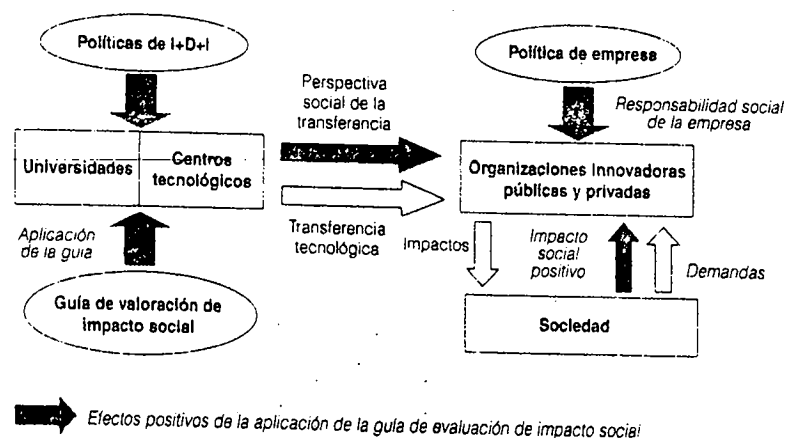 Políticas de I+D+I
Política de empresa
Perspectiva
social de la
transferencia
Responsabilidad social
de la empresa
Universidades
Centros
tecnológicos
Organizaciones innovadoras
públicas y privadas
Aplicación
de la guía
Transferencia
tecnológica
Impactos
Impacto
social
positivo
Demandas
Guía de valoración de
impacto social
Sociedad
Efectos positivos de la aplicación de la guía de evaluación de impacto social